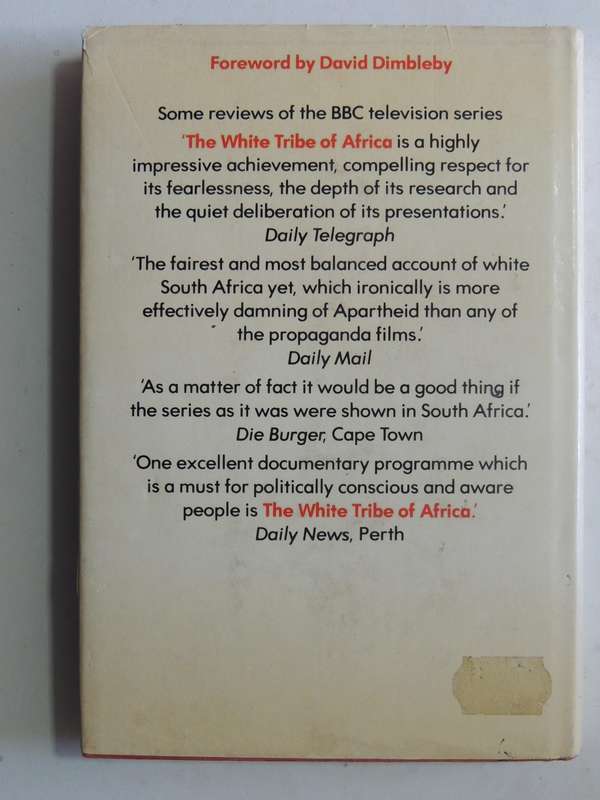 Foreword by David Dimbleby
Some reviews of the BBC television series
'The White Tribe of Africa is a highly
impressive achievement, compelling respect for
its fearlessness, the depth of its research and
the quiet deliberation of its presentations.'
Daily Telegraph
'The fairest and most balanced account of white
South Africa yet, which ironically is more
effectively damning of Apartheid than any of
the propaganda films.'
Daily Mail
'As a matter of fact it would be a good thing if
the series as it was were shown in South Africa.'
Die Burger, Cape Town
'One excellent documentary programme which
is a must for politically conscious and aware
people is The White Tribe of Africa.'
Daily News, Perth